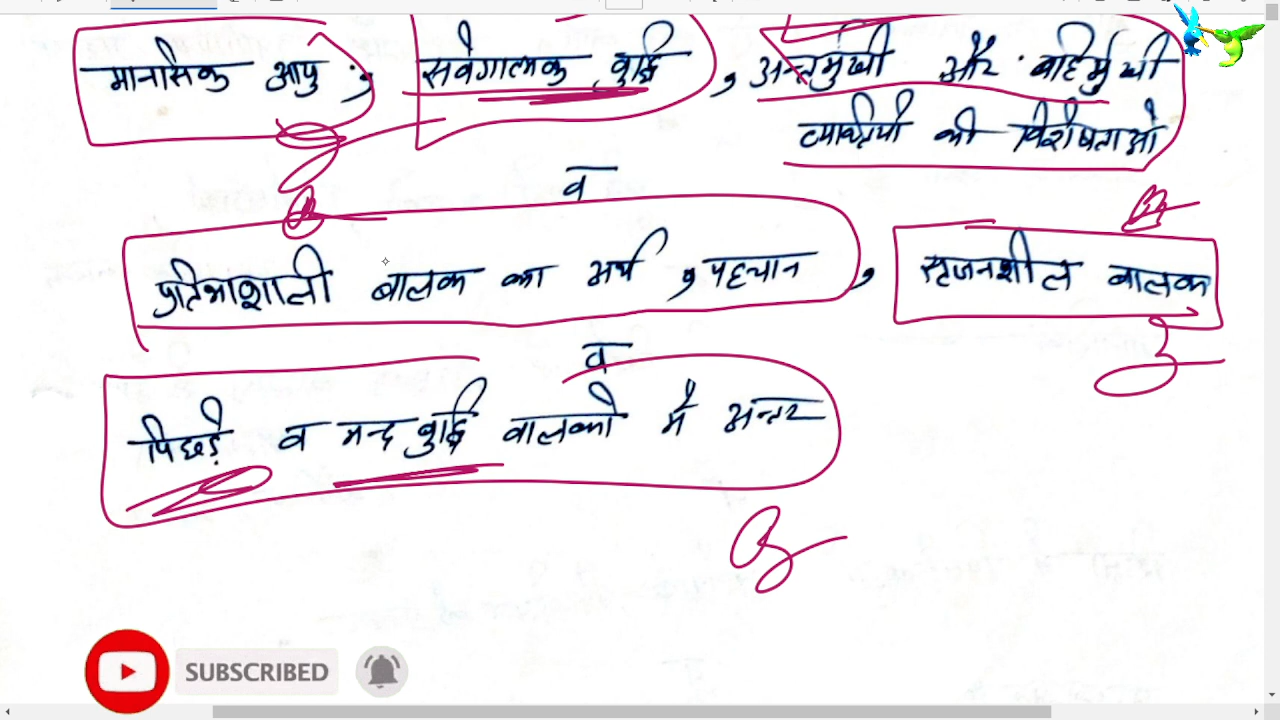 मानसिक आयु , संवेगात्मक बुद्धि , अन्तर्मुखी और बहिर्मुखी
व्यक्तियों की विशेषताओं
व
प्रतिभाशाली बालक का अर्थ , पहचान , सृजनशील बालक
व
पिछड़े व मन्द बुद्धि बालकों में अन्तर
SUBSCRIBED